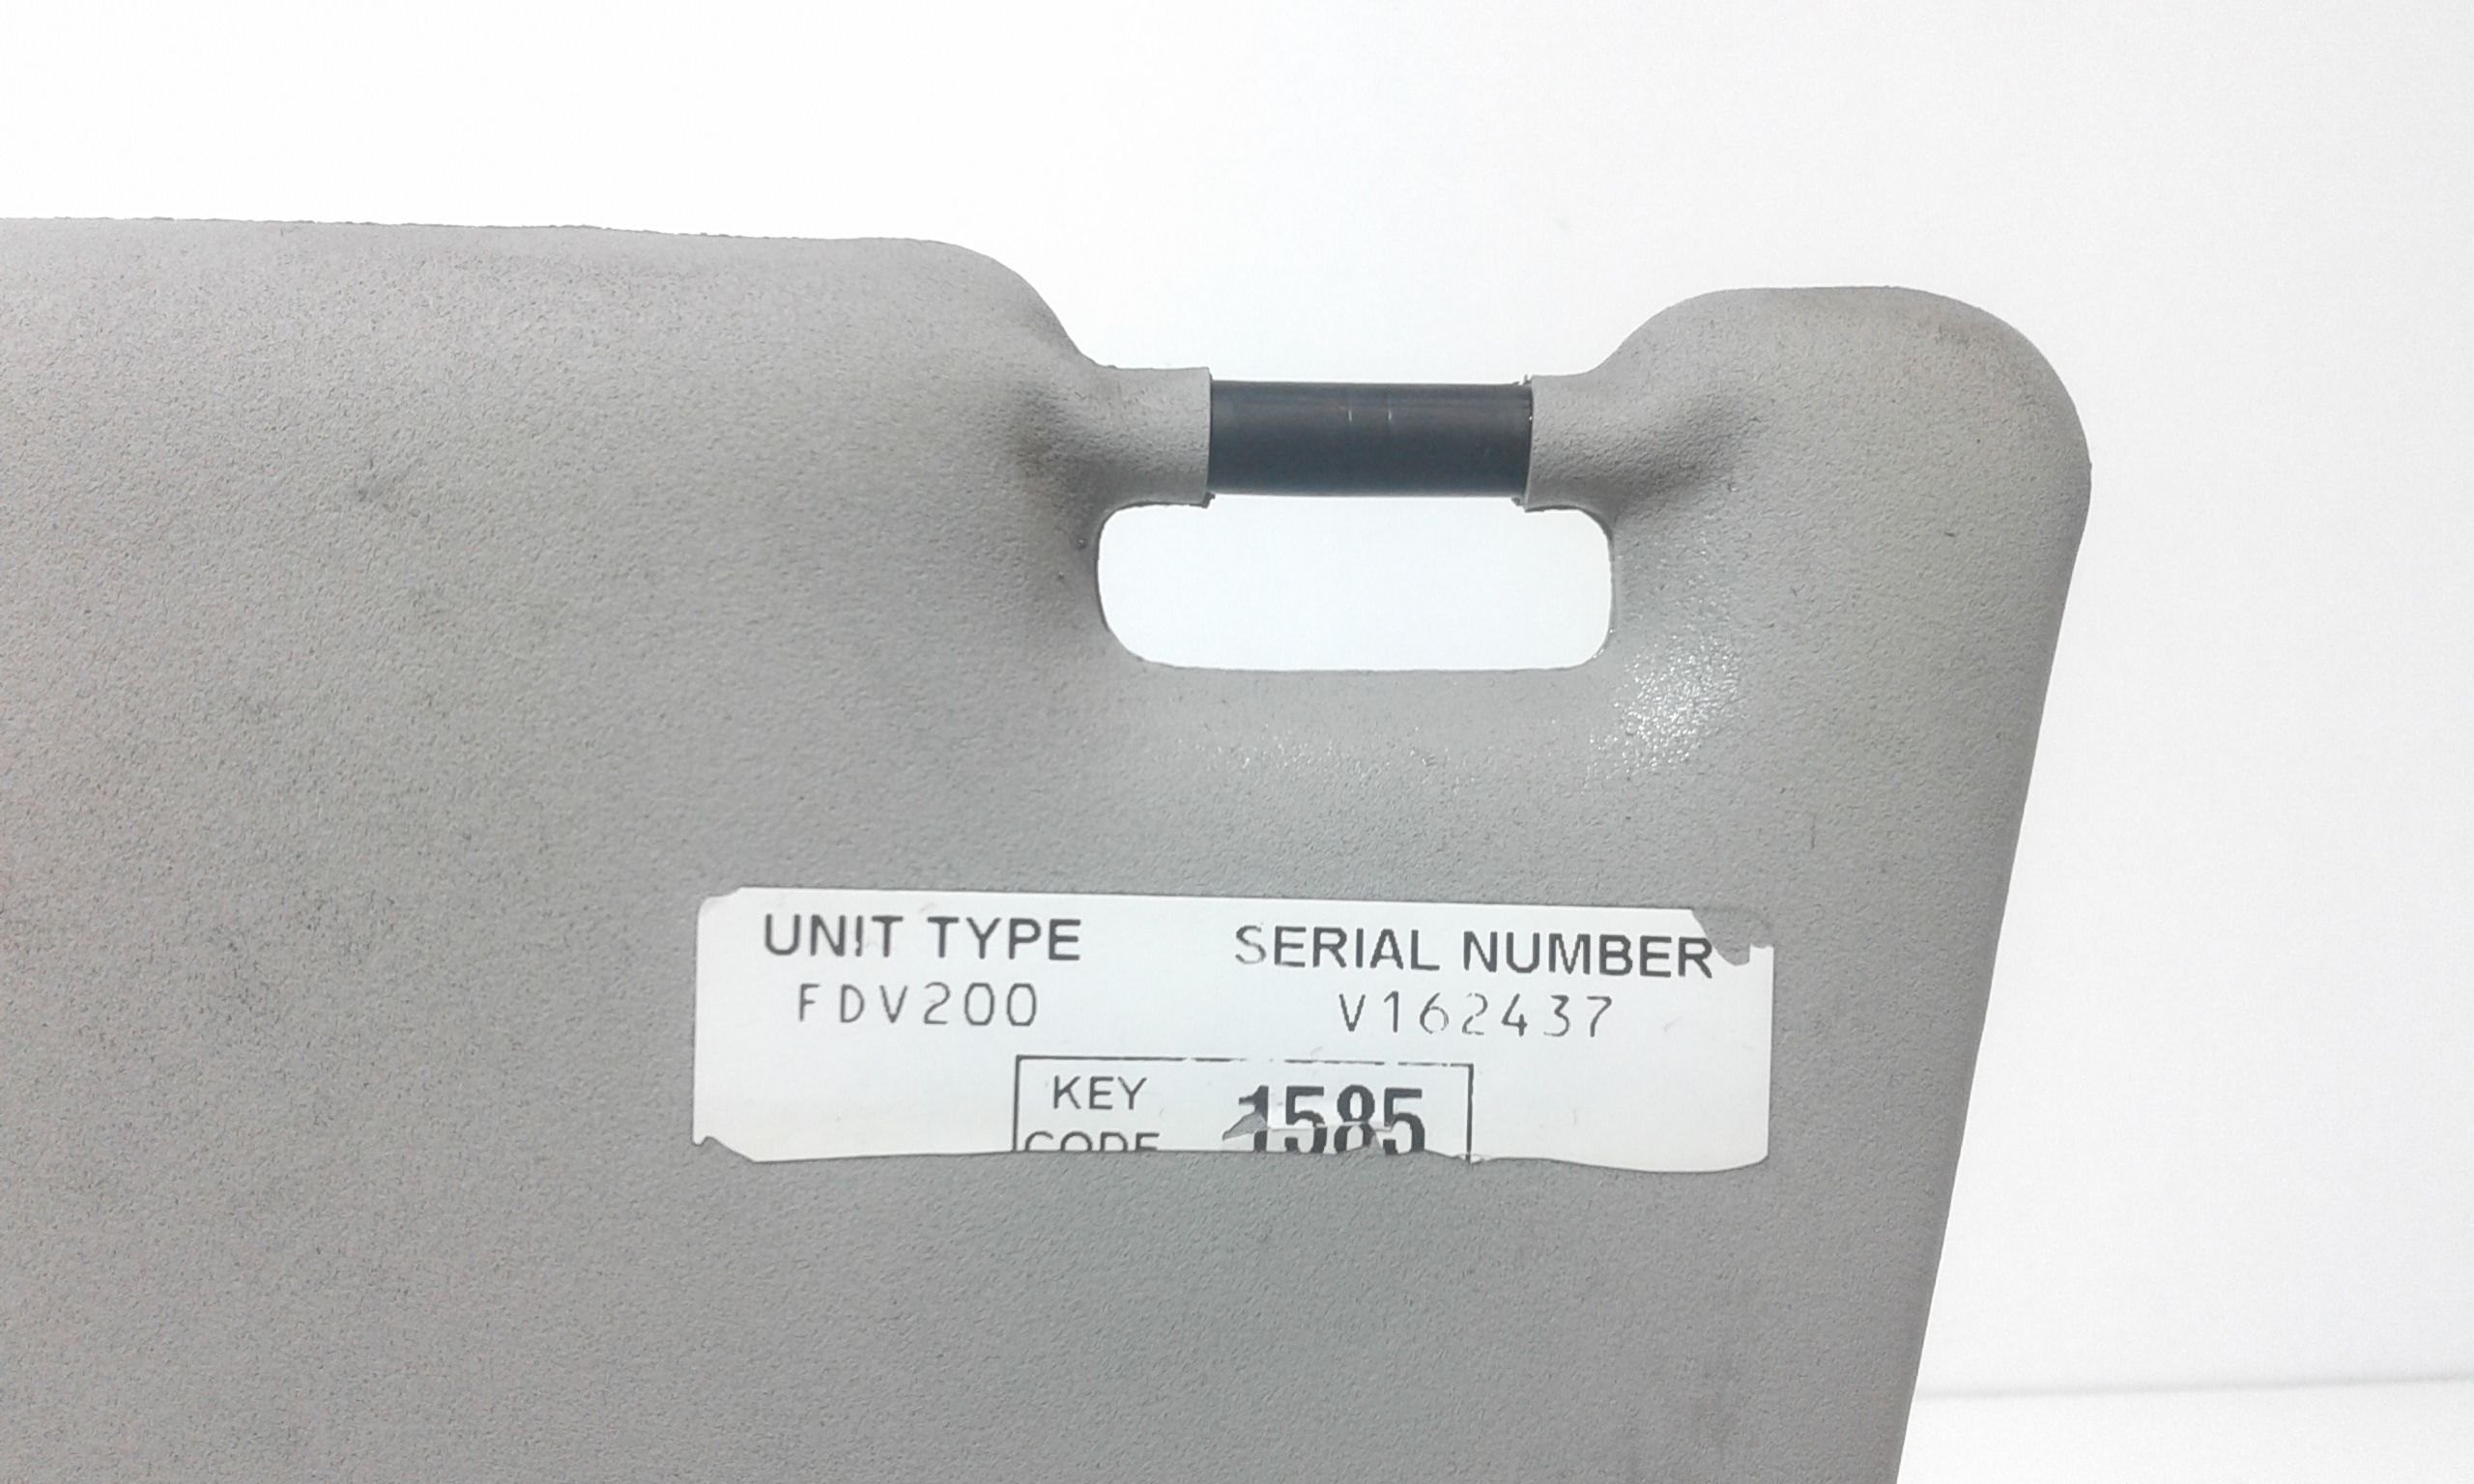 UNIT TYPE SERIAL NUMBER
FDV200 V162437
KEY 1585
CODE